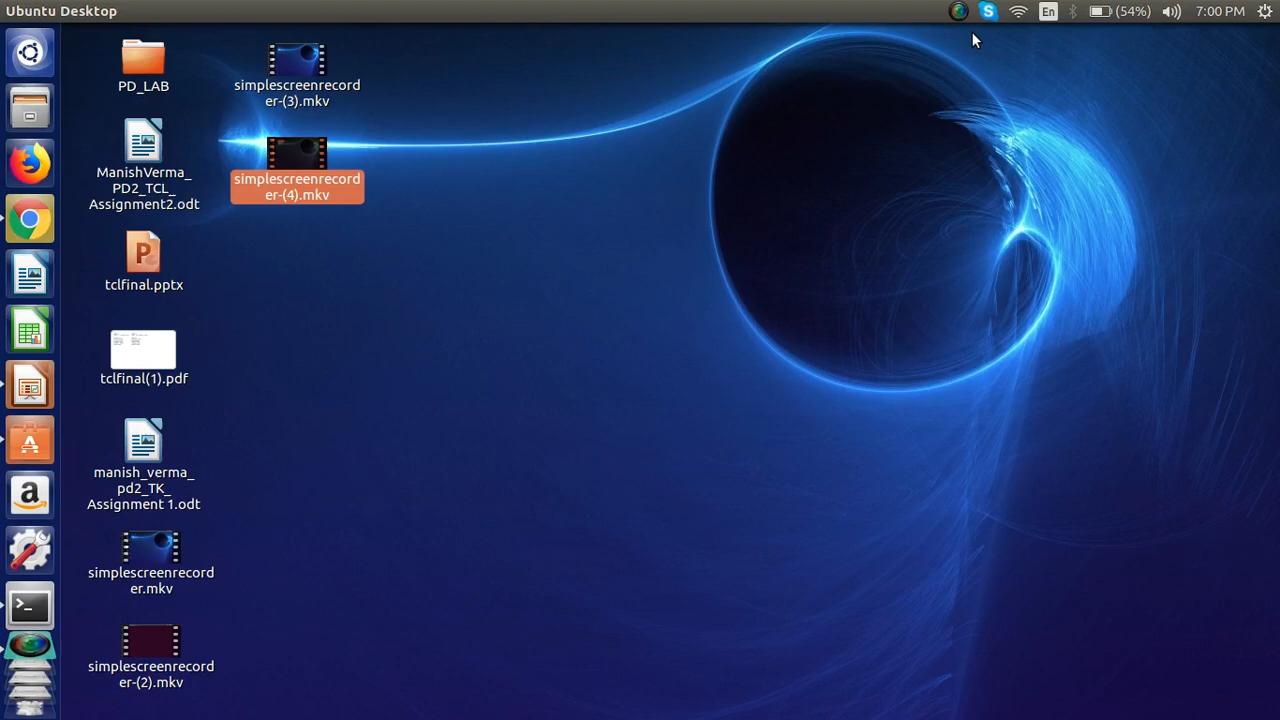 Ubuntu Desktop
En
(54%)
7:00 PM
PD_LAB
simplescreenrecord
er-(3).mkv
ManishVerma_
PD2_TCL_
Assignment2.odt
simplescreenrecord
er-(4).mkv
tclfinal.pptx
tclfinal(1).pdf
manish_verma_
pd2_TK_
Assignment 1.odt
simplescreenrecord
er.mkv
simplescreenrecord
er-(2).mkv